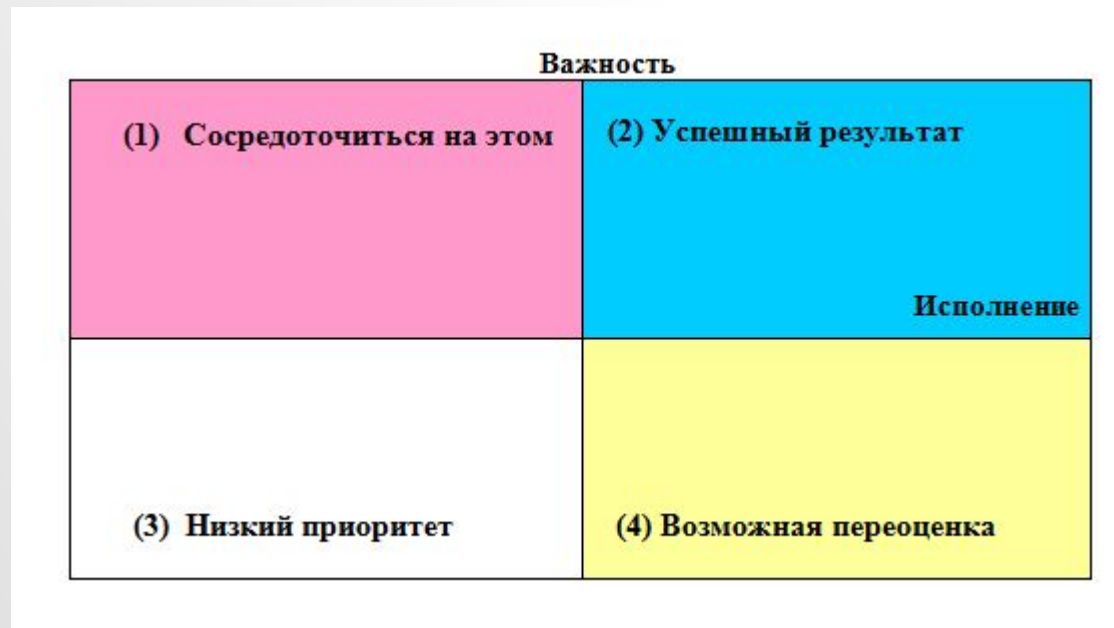 Важность
(1) Сосредоточиться на этом
(2) Успешный результат
Исполнение
(3) Низкий приоритет
(4) Возможная переоценка